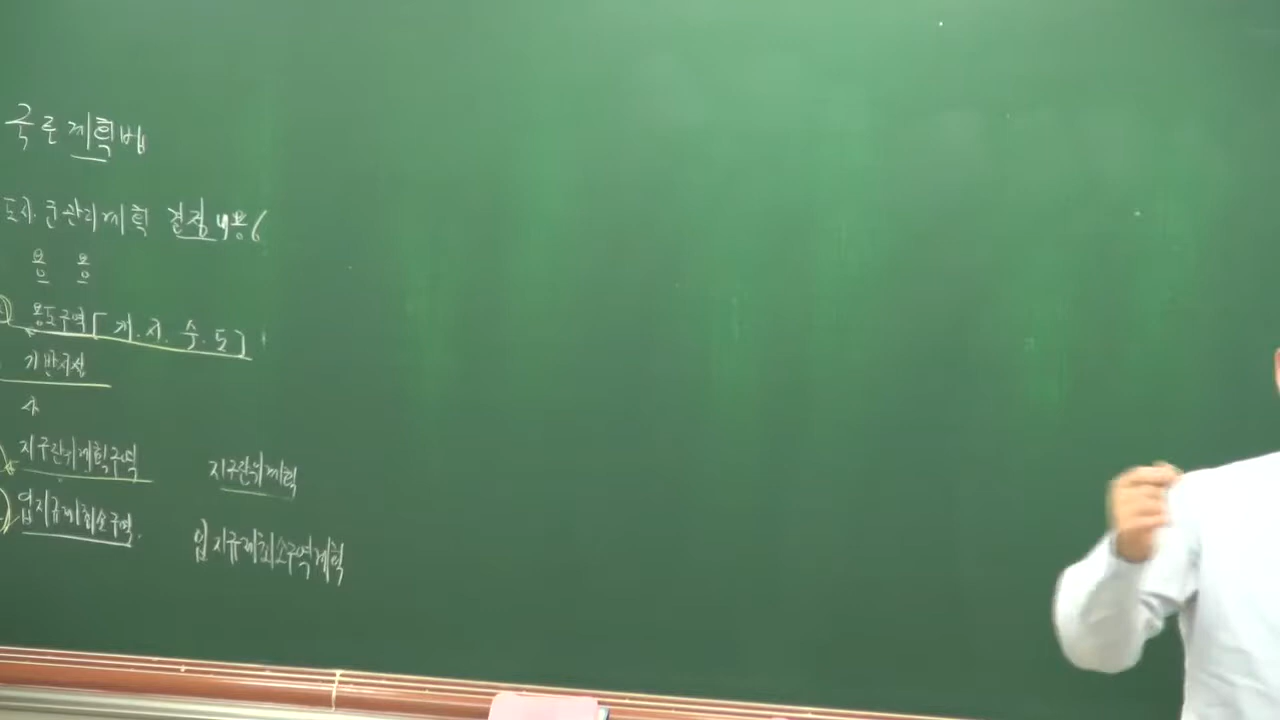 국토계획법
도시.군관리계획 결정내용6
용 용
용도구역[개.시.수.도]
기반시설
지구단위계획구역 지구단위계획
입지규제최소구역. 입지규제최소구역계획